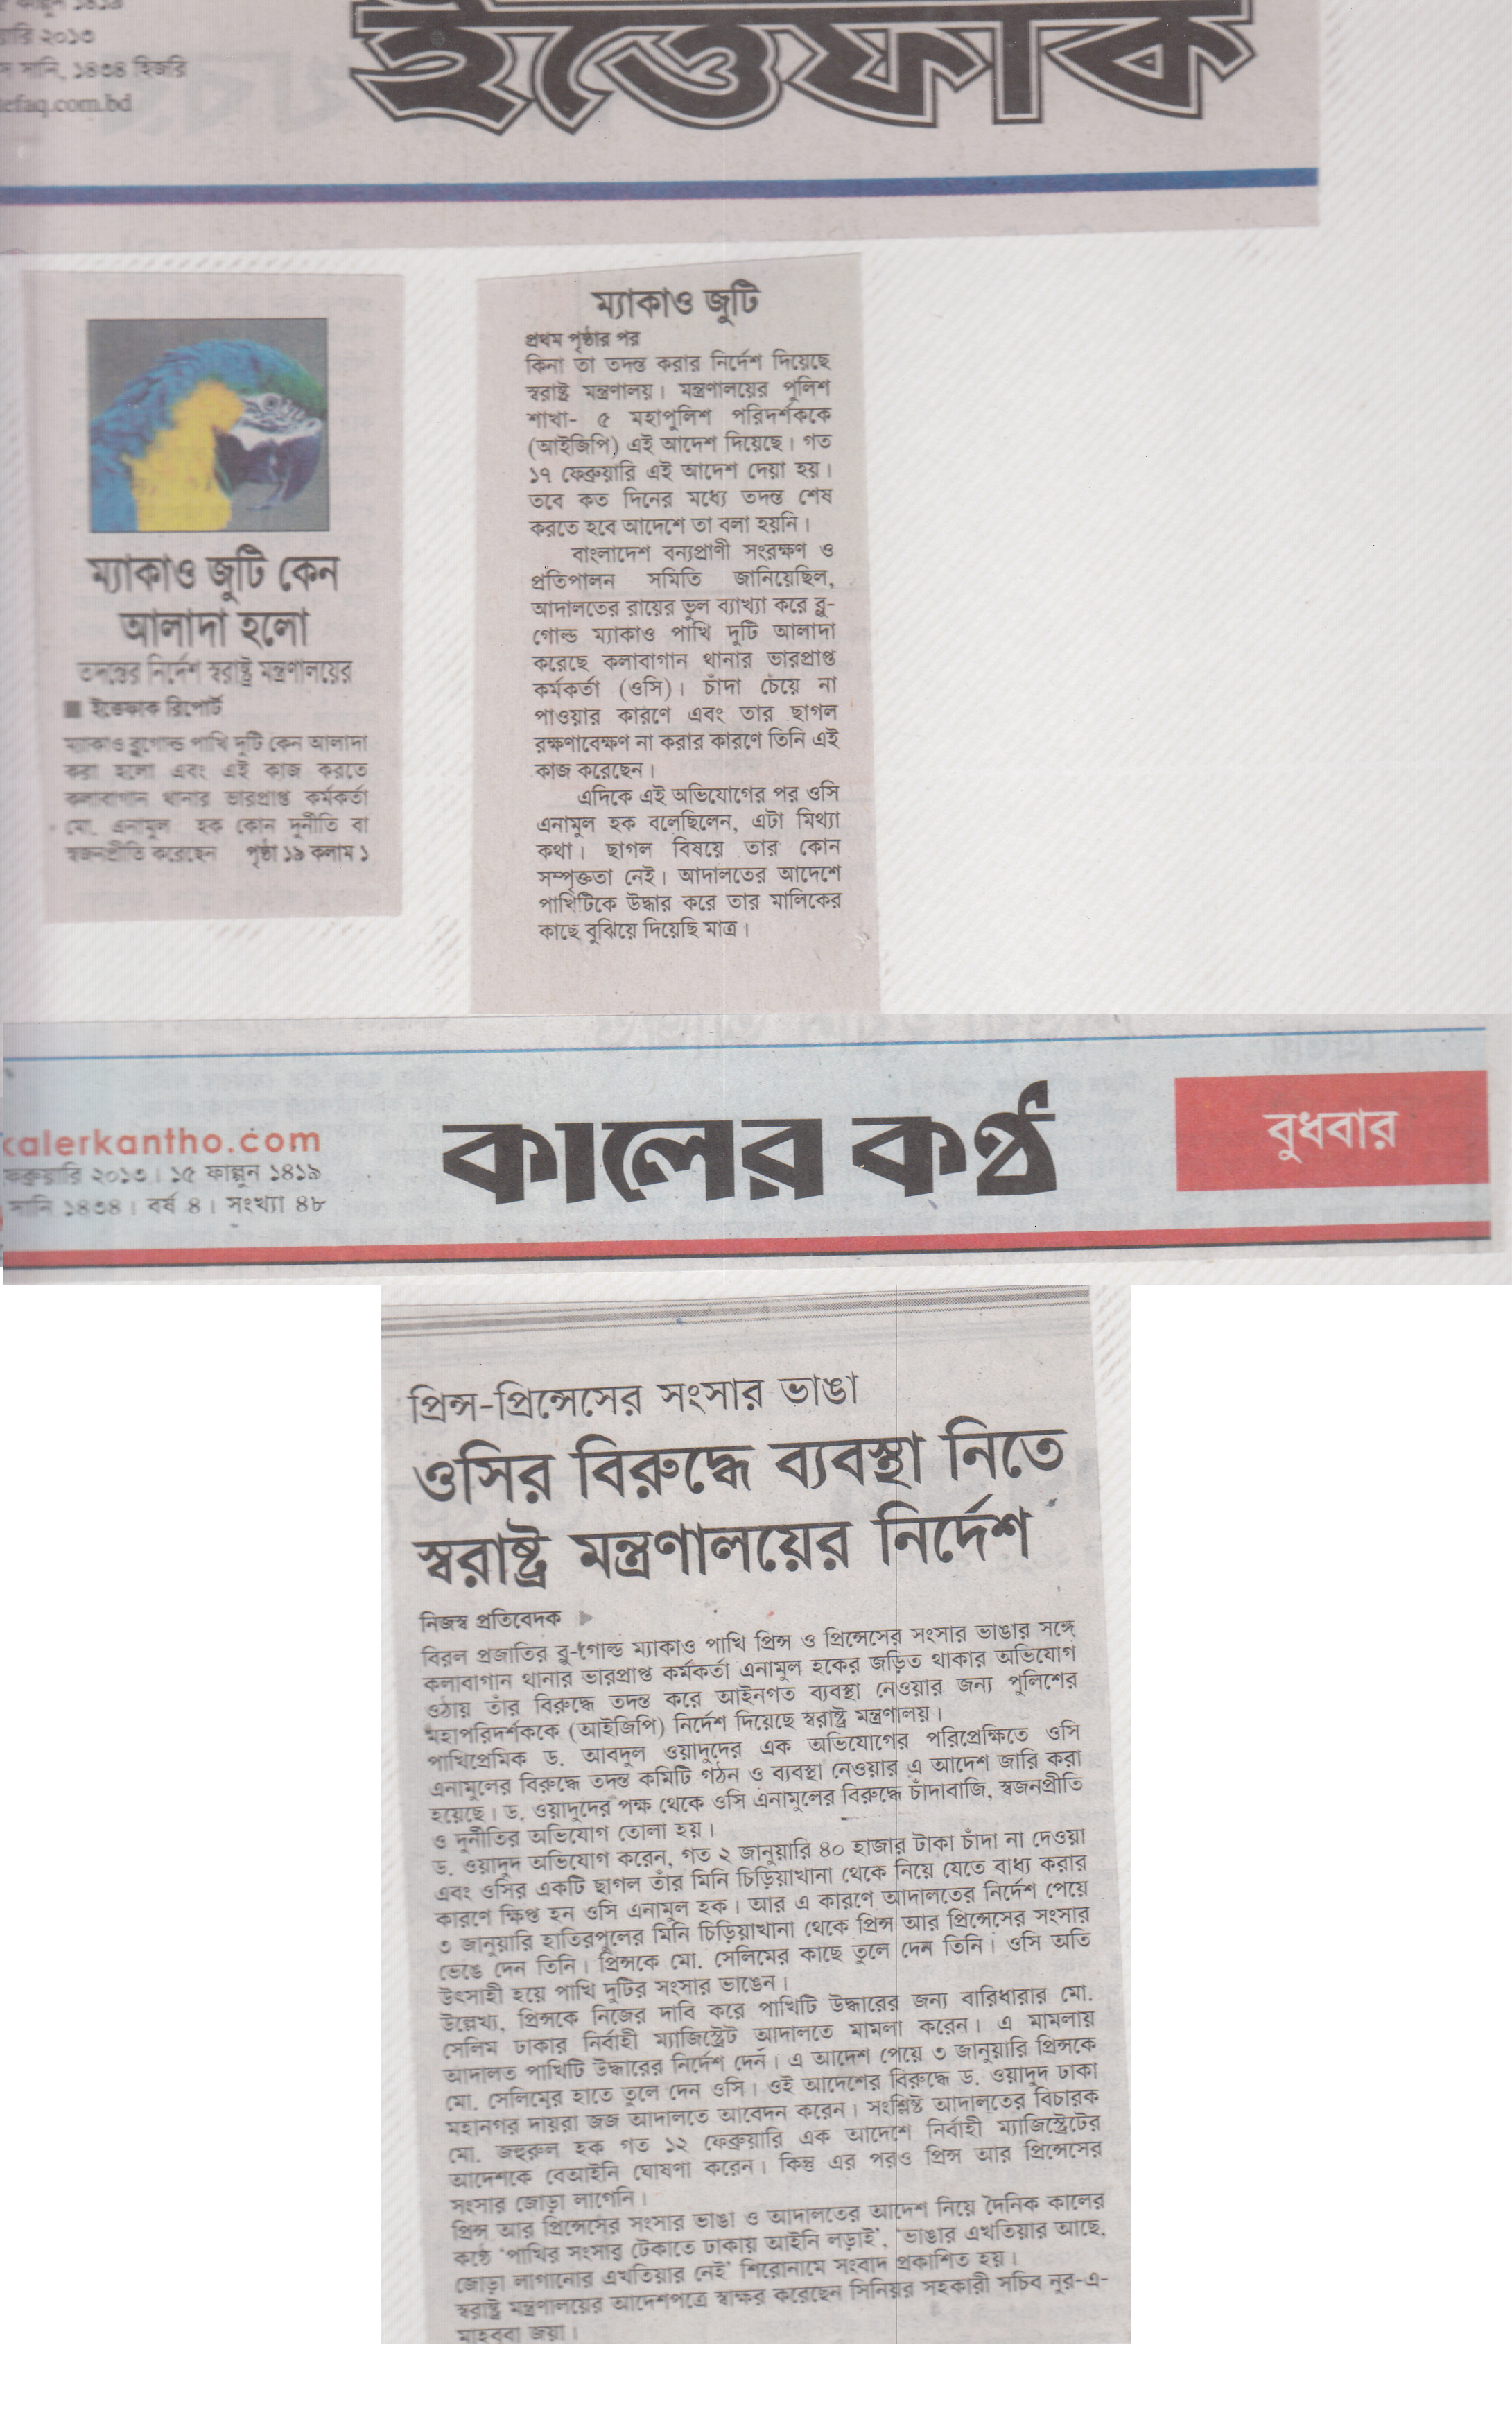 ২০১৩
সানি, ১৪৩৪ হিজরি
efaq.com.bd
ইত্তেফাক
ম্যাকাও জুটি কেন
আলাদা হলো
তদন্তের নির্দেশ স্বরাষ্ট্র মন্ত্রণালয়ের
■ ইত্তেফাক রিপোর্ট
ম্যাকাও ব্লুগোল্ড পাখি দুটি কেন আলাদা
করা হলো এবং এই কাজ করতে
কলাবাগান থানার ভারপ্রাপ্ত কর্মকর্তা
মো. এনামুল হক কোন দুর্নীতি বা
স্বজনপ্রীতি করেছেন পৃষ্ঠা ১৯ কলাম ১
ম্যাকাও জুটি
প্রথম পৃষ্ঠার পর
কিনা তা তদন্ত করার নির্দেশ দিয়েছে
স্বরাষ্ট্র মন্ত্রণালয়। মন্ত্রণালয়ের পুলিশ
শাখা- ৫ মহাপুলিশ পরিদর্শককে
(আইজিপি) এই আদেশ দিয়েছে। গত
১৭ ফেব্রুয়ারি এই আদেশ দেয়া হয়।
তবে কত দিনের মধ্যে তদন্ত শেষ
করতে হবে আদেশে তা বলা হয়নি।
বাংলাদেশ বন্যপ্রাণী সংরক্ষণ ও
প্রতিপালন সমিতি জানিয়েছিল,
আদালতের রায়ের ভুল ব্যাখ্যা করে ব্লু-
গোল্ড ম্যাকাও পাখি দুটি আলাদা
করেছে কলাবাগান থানার ভারপ্রাপ্ত
কর্মকর্তা (ওসি)। চাঁদা চেয়ে না
পাওয়ার কারণে এবং তার ছাগল
রক্ষণাবেক্ষণ না করার কারণে তিনি এই
কাজ করেছেন।
এদিকে এই অভিযোগের পর ওসি
এনামুল হক বলেছিলেন, এটা মিথ্যা
কথা। ছাগল বিষয়ে তার কোন
সম্পৃক্ততা নেই। আদালতের আদেশে
পাখিটিকে উদ্ধার করে তার মালিকের
কাছে বুঝিয়ে দিয়েছি মাত্র।
kalerkantho.com
ব্রুয়ারি ২০১৩। ১৫ ফাল্গুন ১৪১৯
সানি ১৪৩৪। বর্ষ ৪। সংখ্যা ৪৮
কালের কণ্ঠ
বুধবার
প্রিন্স-প্রিন্সেসের সংসার ভাঙা
ওসির বিরুদ্ধে ব্যবস্থা নিতে
স্বরাষ্ট্র মন্ত্রণালয়ের নির্দেশ
নিজস্ব প্রতিবেদক
বিরল প্রজাতির ব্লু-গোল্ড ম্যাকাও পাখি প্রিন্স ও প্রিন্সেসের সংসার ভাঙার সঙ্গে
কলাবাগান থানার ভারপ্রাপ্ত কর্মকর্তা এনামুল হকের জড়িত থাকার অভিযোগ
ওঠায় তাঁর বিরুদ্ধে তদন্ত করে আইনগত ব্যবস্থা নেওয়ার জন্য পুলিশের
মহাপরিদর্শককে (আইজিপি) নির্দেশ দিয়েছে স্বরাষ্ট্র মন্ত্রণালয়।
পাখিপ্রেমিক ড. আবদুল ওয়াদুদের এক অভিযোগের পরিপ্রেক্ষিতে ওসি
এনামুলের বিরুদ্ধে তদন্ত কমিটি গঠন ও ব্যবস্থা নেওয়ার এ আদেশ জারি করা
হয়েছে। ড. ওয়াদুদের পক্ষ থেকে ওসি এনামুলের বিরুদ্ধে চাঁদাবাজি, স্বজনপ্রীতি
ও দুর্নীতির অভিযোগ তোলা হয়।
ড. ওয়াদুদ অভিযোগ করেন, গত ২ জানুয়ারি ৪০ হাজার টাকা চাঁদা না দেওয়া
এবং ওসির একটি ছাগল তাঁর মিনি চিড়িয়াখানা থেকে নিয়ে যেতে বাধ্য করার
কারণে ক্ষিপ্ত হন ওসি এনামুল হক। আর এ কারণে আদালতের নির্দেশ পেয়ে
৩ জানুয়ারি হাতিরপুলের মিনি চিড়িয়াখানা থেকে প্রিন্স আর প্রিন্সেসের সংসার
ভেঙে দেন তিনি। প্রিন্সকে মো. সেলিমের কাছে তুলে দেন তিনি। ওসি অতি
উৎসাহী হয়ে পাখি দুটির সংসার ভাঙেন।
উল্লেখ্য, প্রিন্সকে নিজের দাবি করে পাখিটি উদ্ধারের জন্য বারিধারার মো.
সেলিম ঢাকার নির্বাহী ম্যাজিস্ট্রেট আদালতে মামলা করেন। এ মামলায়
আদালত পাখিটি উদ্ধারের নির্দেশ দেন। এ আদেশ পেয়ে ৩ জানুয়ারি প্রিন্সকে
মো. সেলিমের হাতে তুলে দেন ওসি। ওই আদেশের বিরুদ্ধে ড. ওয়াদুদ ঢাকা
মহানগর দায়রা জজ আদালতে আবেদন করেন। সংশ্লিষ্ট আদালতের বিচারক
মো. জহুরুল হক গত ১২ ফেব্রুয়ারি এক আদেশে নির্বাহী ম্যাজিস্ট্রেটের
আদেশকে বেআইনি ঘোষণা করেন। কিন্তু এর পরও প্রিন্স আর প্রিন্সেসের
সংসার জোড়া লাগেনি।
প্রিন্স আর প্রিন্সেসের সংসার ভাঙা ও আদালতের আদেশ নিয়ে দৈনিক কালের
কণ্ঠে 'পাখির সংসার টেকাতে ঢাকায় আইনি লড়াই', 'ভাঙার এখতিয়ার আছে,
জোড়া লাগানোর এখতিয়ার নেই' শিরোনামে সংবাদ প্রকাশিত হয়।
স্বরাষ্ট্র মন্ত্রণালয়ের আদেশপত্রে স্বাক্ষর করেছেন সিনিয়র সহকারী সচিব নুর-এ-
মাহবুবা জয়া।